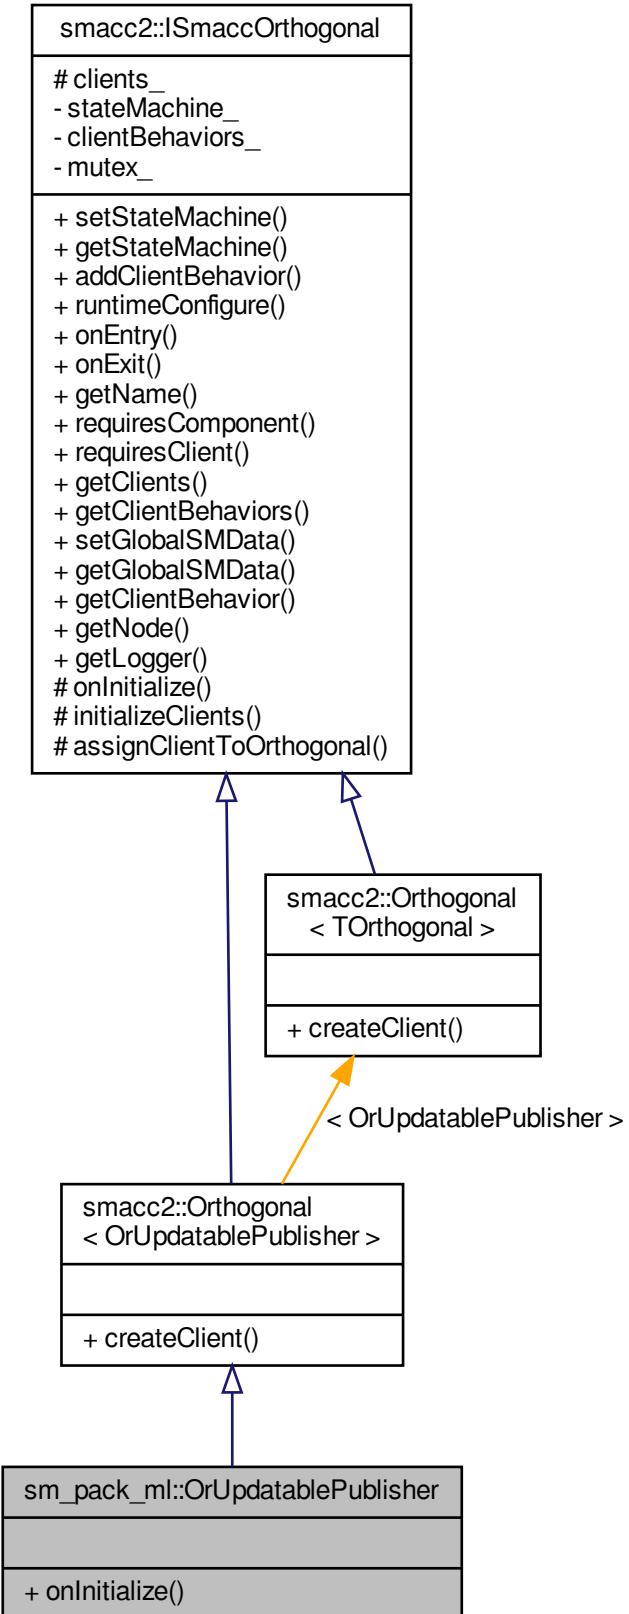 smacc2::ISmaccOrthogonal
# clients_
- stateMachine_
- clientBehaviors_
- mutex_
+ setStateMachine()
+ getStateMachine()
+ addClientBehavior()
+ runtimeConfigure()
+ onEntry()
+ onExit()
+ getName()
+ requiresComponent()
+ requiresClient()
+ getClients()
+ getClientBehaviors()
+ setGlobalSMData()
+ getGlobalSMData()
+ getClientBehavior()
+ getNode()
+ getLogger()
# onInitialize()
# initializeClients()
# assignClientToOrthogonal()
smacc2::Orthogonal
< TOrthogonal >
+ createClient()
< OrUpdatablePublisher >
smacc2::Orthogonal
< OrUpdatablePublisher >
+ createClient()
sm_pack_ml::OrUpdatablePublisher
+ onInitialize()